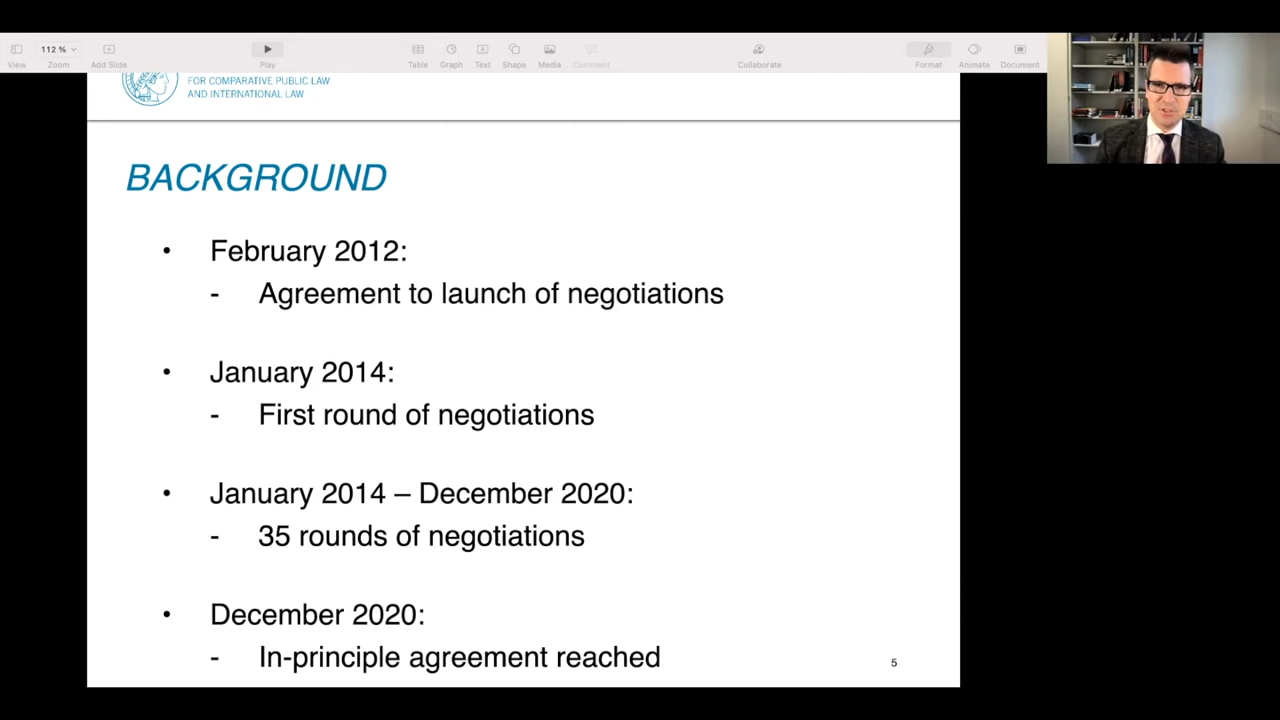 View
112 %
Zoom
Add Slide
Play
Table
Graph
Text
Shape
Media
Comment
Collaborate
Format
Animate
Document
FOR COMPARATIVE PUBLIC LAW
AND INTERNATIONAL LAW
BACKGROUND
• February 2012:
- Agreement to launch of negotiations
• January 2014:
- First round of negotiations
• January 2014 – December 2020:
- 35 rounds of negotiations
• December 2020:
- In-principle agreement reached
5